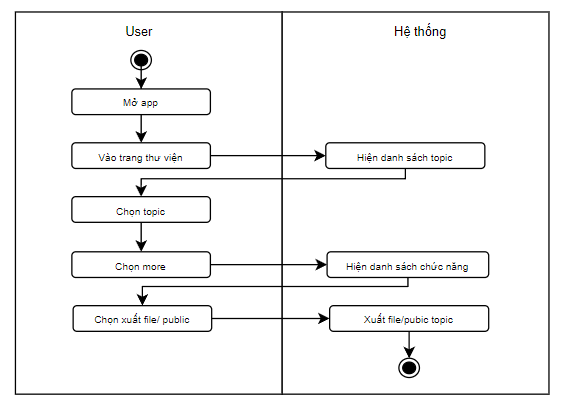 User
Hệ thống
Mở app
Vào trang thư viện
Hiện danh sách topic
Chọn topic
Chọn more
Hiện danh sách chức năng
Chọn xuất file/ public
Xuất file/pubic topic